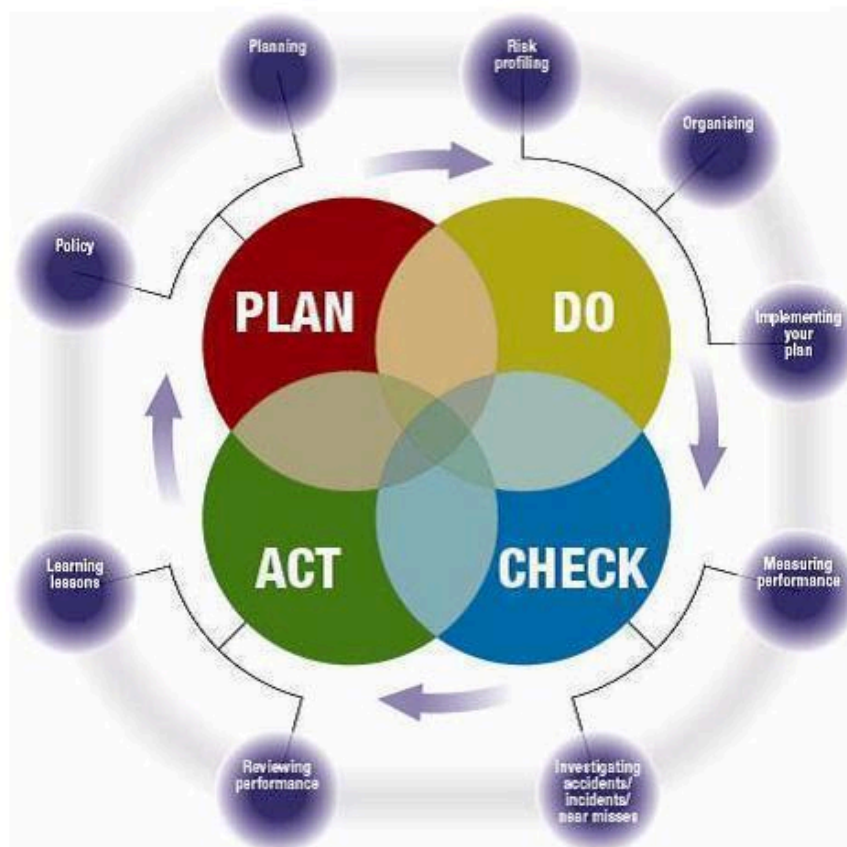 Planning
Risk
profiling
Organising
Policy
PLAN
DO
Implementing
your
plan
ACT
CHECK
Learning
lessons
Measuring
performance
Reviewing
performance
Investigating
accidents/
incidents/
near misses